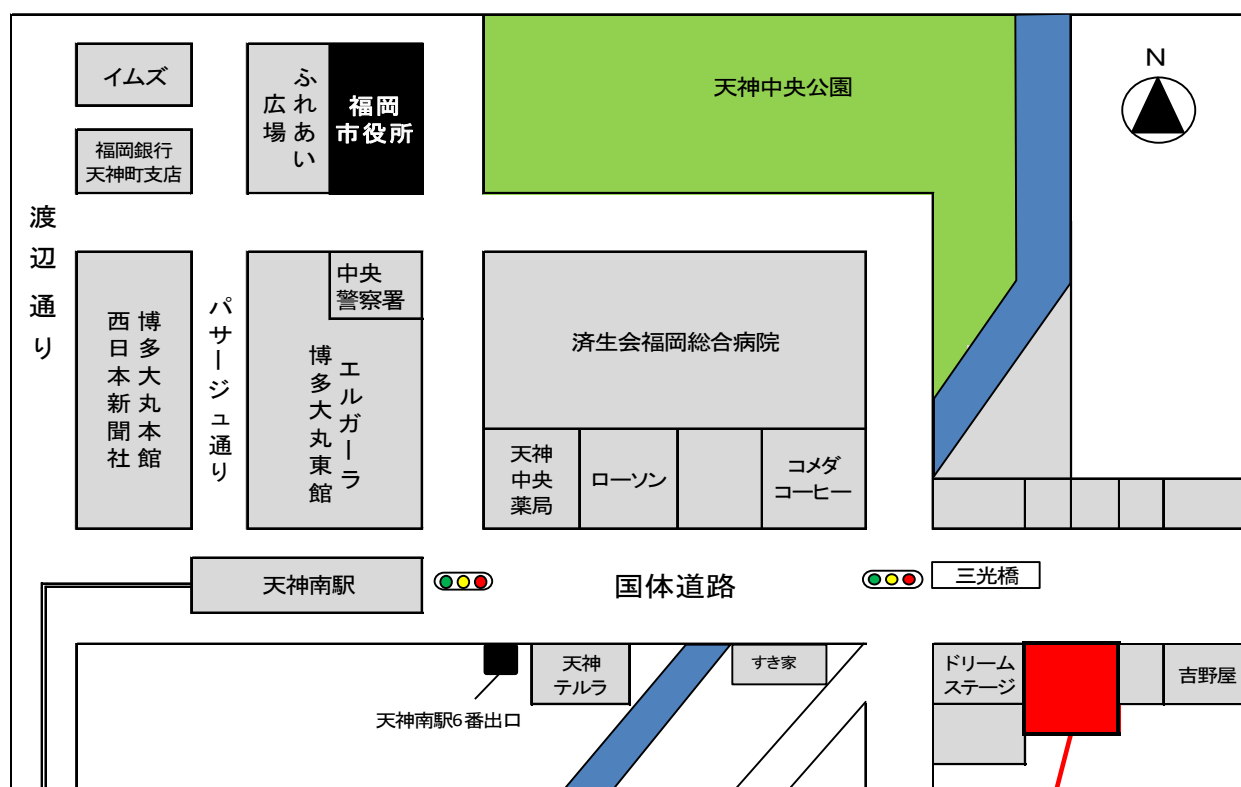 イムズ
ふれあい
広場
福岡
市役所
天神中央公園
N
福岡銀行
天神町支店
渡辺通り
中央
警察署
パサージュ通り
博多大丸本館
西日本新聞社
エルガーラ
博多大丸東館
済生会福岡総合病院
天神
中央
薬局
ローソン
コメダ
コーヒー
天神南駅
国体道路
三光橋
天神
テルラ
すき家
ドリーム
ステージ
吉野屋
天神南駅6番出口